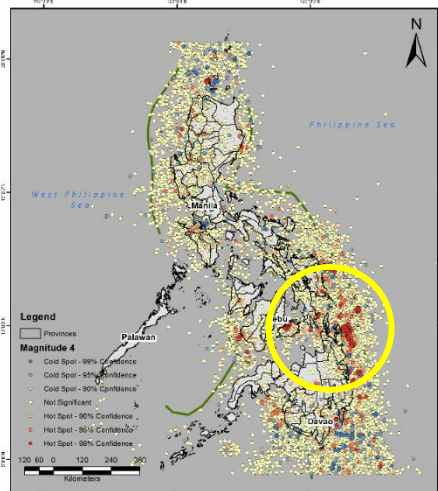 N
Philippine Sea
West Philippine
Sea
Manila
ebu
Palawan
Davao
Legend
Provinces
Magnitude 4
Cold Spot - 99% Confidence
Cold Spot - 95% Confidence
Cold Spot - 90% Confidence
Not Significant
Hot Spot - 90% Confidence
Hot Spot - 95% Confidence
Hot Spot - 99% Confidence
120 60 0 120 240 360
Kilometers